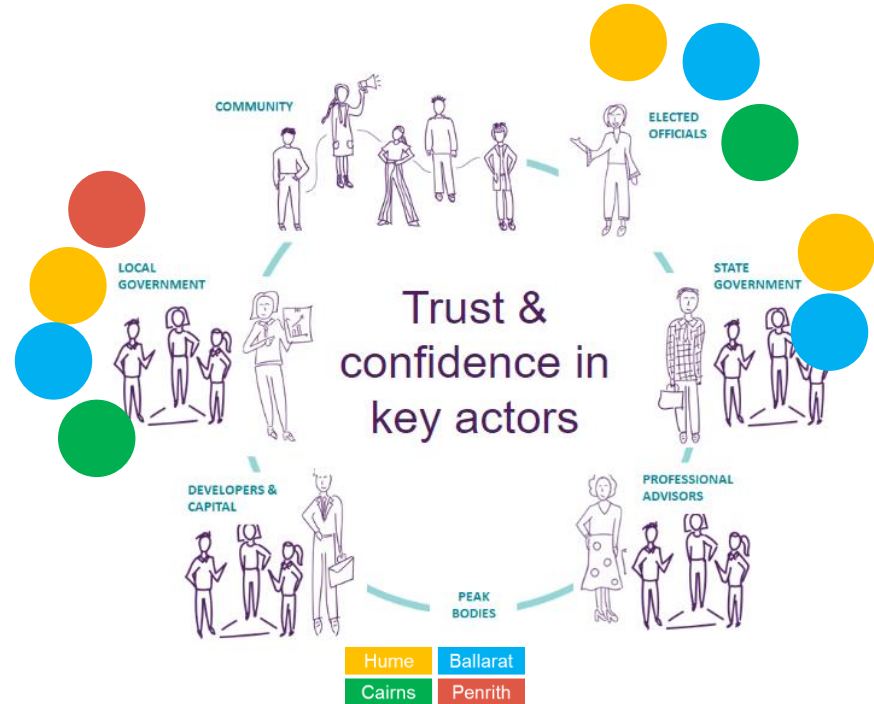 COMMUNITY
ELECTED
OFFICIALS
LOCAL
GOVERNMENT
STATE
GOVERNMENT
Trust &
confidence in
key actors
DEVELOPERS &
CAPITAL
PROFESSIONAL
ADVISORS
PEAK
BODIES
Hume Ballarat
Cairns Penrith